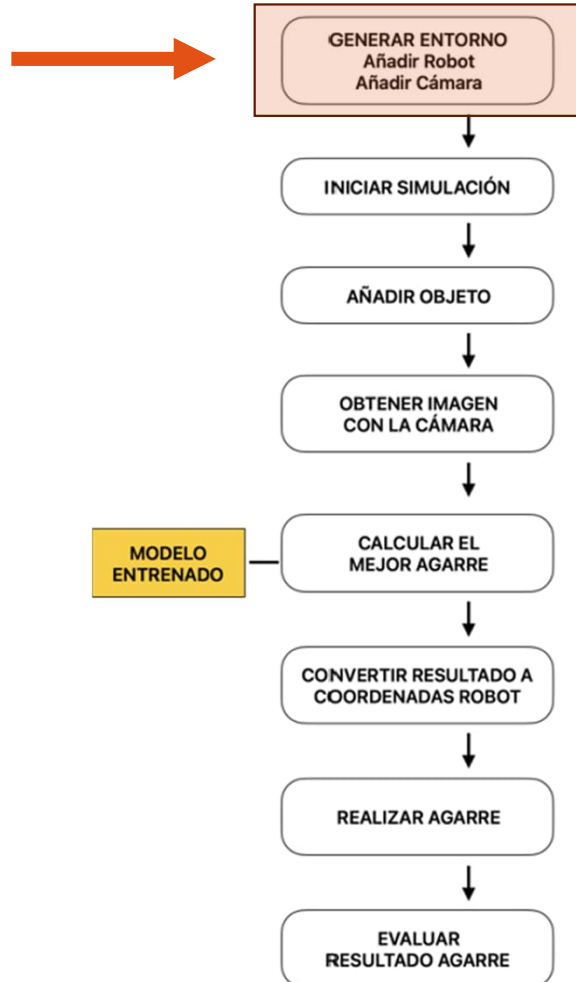 GENERAR ENTORNO
Añadir Robot
Añadir Cámara
INICIAR SIMULACIÓN
AÑADIR OBJETO
OBTENER IMAGEN
CON LA CÁMARA
MODELO
ENTRENADO
CALCULAR EL
MEJOR AGARRE
CONVERTIR RESULTADO A
COORDENADAS ROBOT
REALIZAR AGARRE
EVALUAR
RESULTADO AGARRE